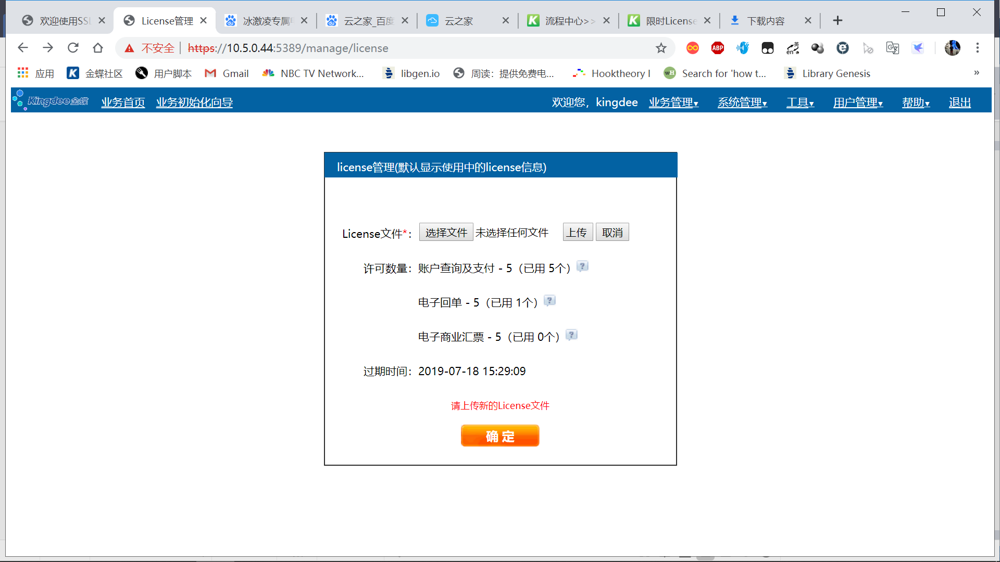 欢迎使用SSL
License管理
冰激凌专属
云之家_百度
云之家
流程中心>>
限时License
下载内容
不安全 https://10.5.0.44:5389/manage/license
ABP
en
应用 金蝶社区 用户脚本 Gmail NBC TV Network... libgen.io 周读：提供免费电... Hooktheory I Search for 'how t... Library Genesis »
Kingdee金蝶 业务首页 业务初始化向导 欢迎您，kingdee 业务管理▾ 系统管理▾ 工具▾ 用户管理▾ 帮助▾ 退出
license管理(默认显示使用中的license信息)
License文件*： 选择文件 未选择任何文件 上传 取消
许可数量：账户查询及支付 - 5（已用 5个）
电子回单 - 5（已用 1个）
电子商业汇票 - 5（已用 0个）
过期时间：2019-07-18 15:29:09
请上传新的License文件
确 定